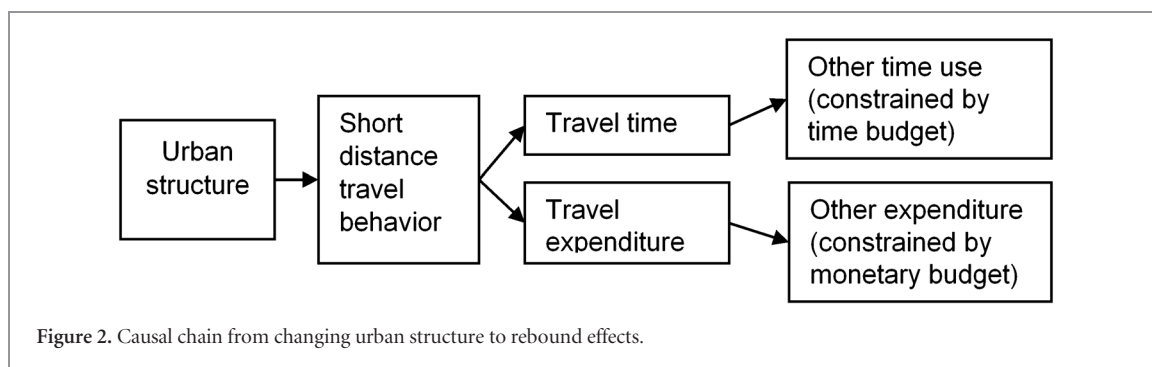 Urban
structure
Short
distance
travel
behavior
Travel time
Travel
expenditure
Other time use
(constrained by
time budget)
Other expenditure
(constrained by
monetary budget)
Figure 2. Causal chain from changing urban structure to rebound effects.